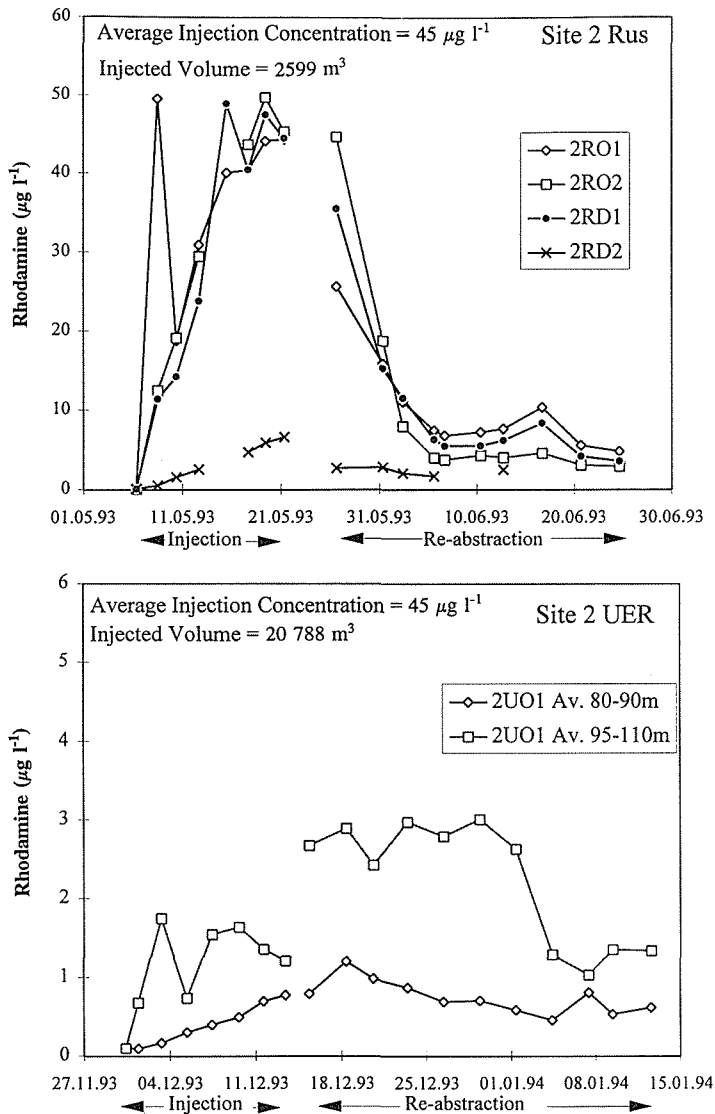 60
50
40
30
20
10
0
Rhodamine (μg l⁻¹)
Average Injection Concentration = 45 μg l⁻¹
Site 2 Rus
Injected Volume = 2599 m³
2RO1
2RO2
2RD1
2RD2
01.05.93 11.05.93 21.05.93 31.05.93 10.06.93 20.06.93 30.06.93
Injection Re-abstraction
6
5
4
3
2
1
0
Rhodamine (μg l⁻¹)
Average Injection Concentration = 45 μg l⁻¹
Injected Volume = 20 788 m³
Site 2 UER
2UO1 Av. 80-90m
2UO1 Av. 95-110m
27.11.93 04.12.93 11.12.93 18.12.93 25.12.93 01.01.94 08.01.94 15.01.94
Injection Re-abstraction